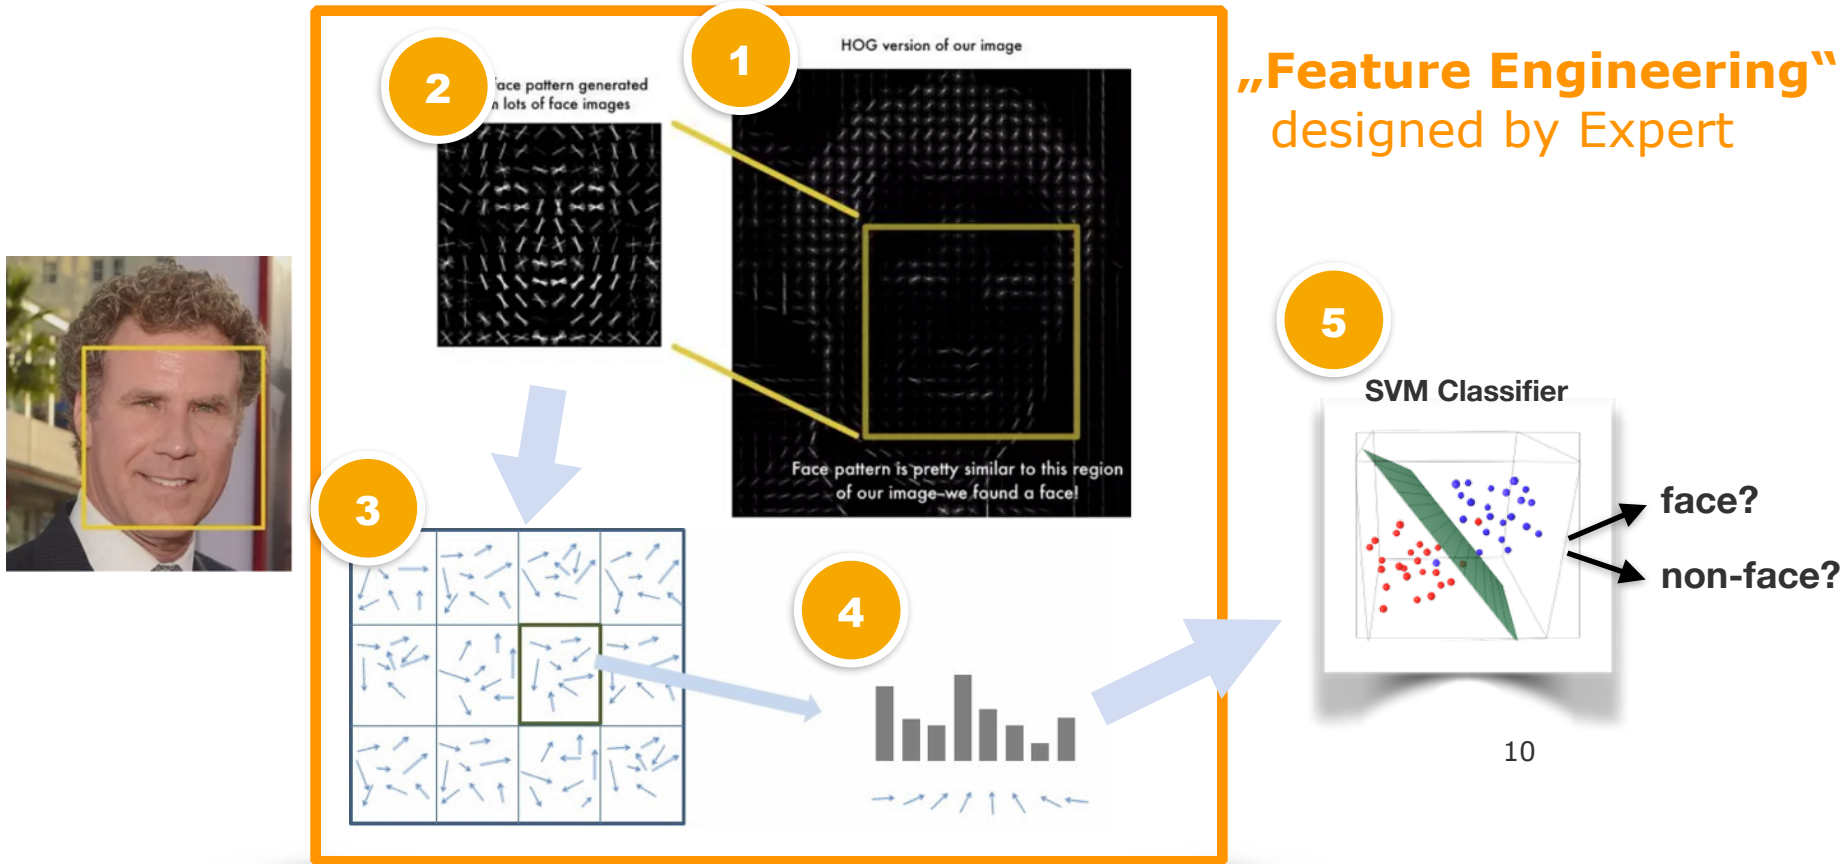 „Feature Engineering“
designed by Expert
1
HOG version of our image
2
face pattern generated
lots of face images
Face pattern is pretty similar to this region
of our image–we found a face!
3
4
5
SVM Classifier
face?
non-face?
10